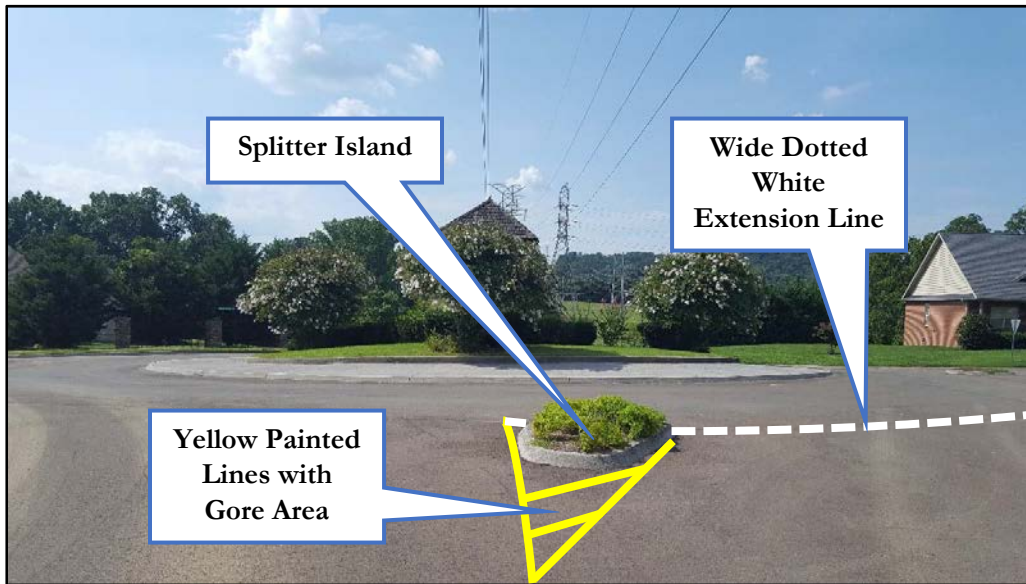 Splitter Island
Wide Dotted
White
Extension Line
Yellow Painted
Lines with
Gore Area